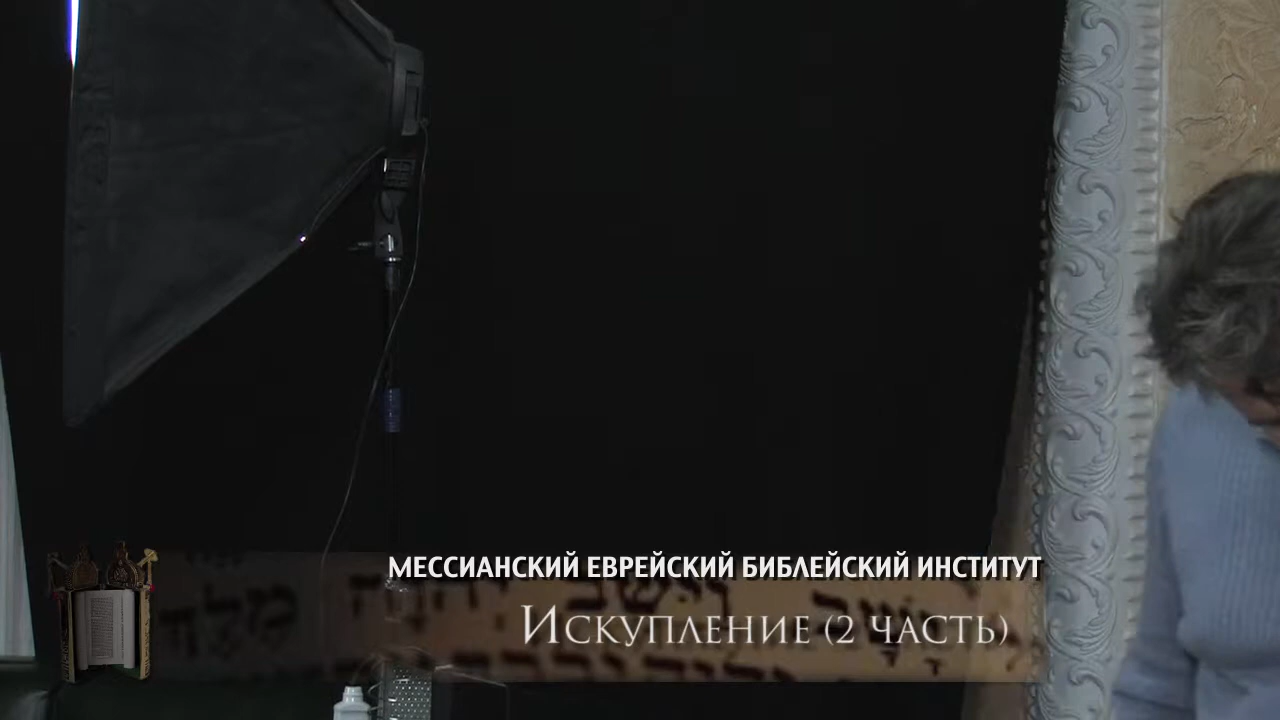 МЕССИАНСКИЙ ЕВРЕЙСКИЙ БИБЛЕЙСКИЙ ИНСТИТУТ
Искупление (2 часть)